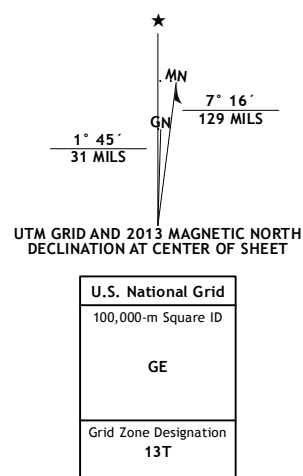 ★
MN
GN
7° 16´
129 MILS
1° 45´
31 MILS
UTM GRID AND 2013 MAGNETIC NORTH
DECLINATION AT CENTER OF SHEET
U.S. National Grid
100,000-m Square ID
GE
Grid Zone Designation
13T